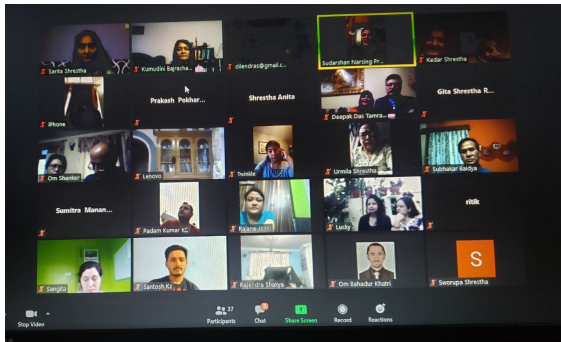 Sarita Shrestha
Kumudini Bajracha...
dilendras@gmail.c...
Sudarshan Narsing Pr...
Kedar Shrestha
iPhone
Prakash Pokhar...
Shrestha Anita
Deepak Das Tamra...
Gita Shrestha R...
Om Shanker
Lenovo
Twinkle
Urmila Shrestha
Subhakar Baidya
Sumitra Manan...
Padam Kumar KC
Rajana Joshi
Lucky
ritik
Sangita
Santosh Kc
Rajendra Shakya
Om Bahadur Khatri
S
Sworupa Shrestha
Stop Video
37
Participants
Chat
Share Screen
Record
Reactions